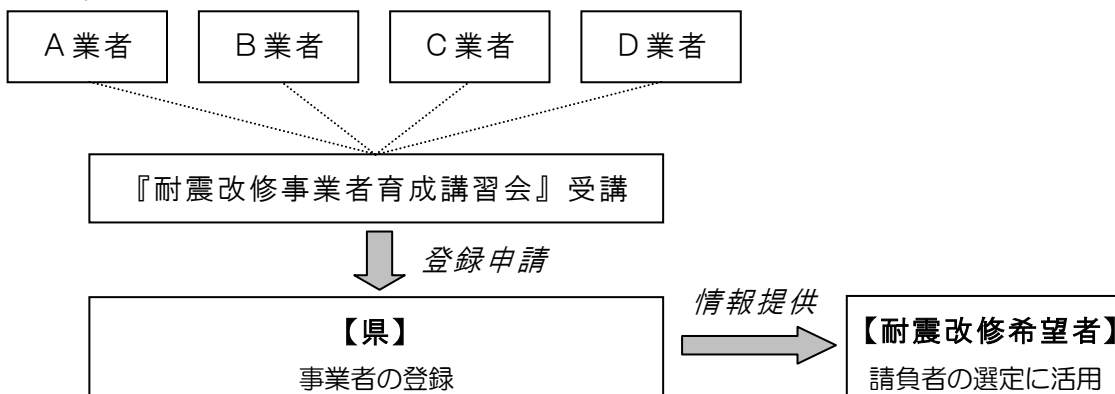 A業者 B業者 C業者 D業者
『耐震改修事業者育成講習会』受講
登録申請
情報提供
【県】
事業者の登録
【耐震改修希望者】
請負者の選定に活用